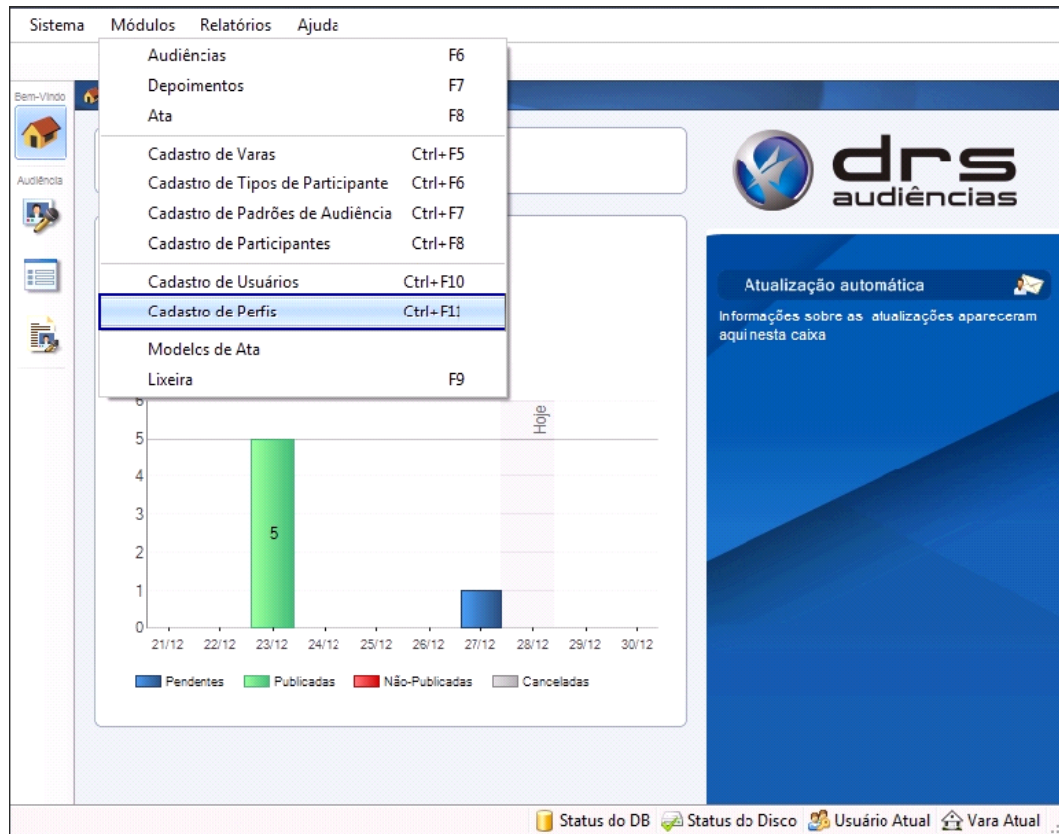 Sistema Módulos Relatórios Ajuda
Audiências F6
Depoimentos F7
Ata F8
Cadastro de Varas Ctrl+F5
Cadastro de Tipos de Participante Ctrl+F6
Cadastro de Padrões de Audiência Ctrl+F7
Cadastro de Participantes Ctrl+F8
Cadastro de Usuários Ctrl+F10
Cadastro de Perfis Ctrl+F11
Modelos de Ata
Lixeira F9
Bem-Vindo
Audiência
drs
audiências
Atualização automática
Informações sobre as atualizações apareceram
aqui nesta caixa
Hoje
6
5
4
3
2
1
0
5
21/12 22/12 23/12 24/12 25/12 26/12 27/12 28/12 29/12 30/12
Pendentes Publicadas Não-Publicadas Canceladas
Status do DB Status do Disco Usuário Atual Vara Atual